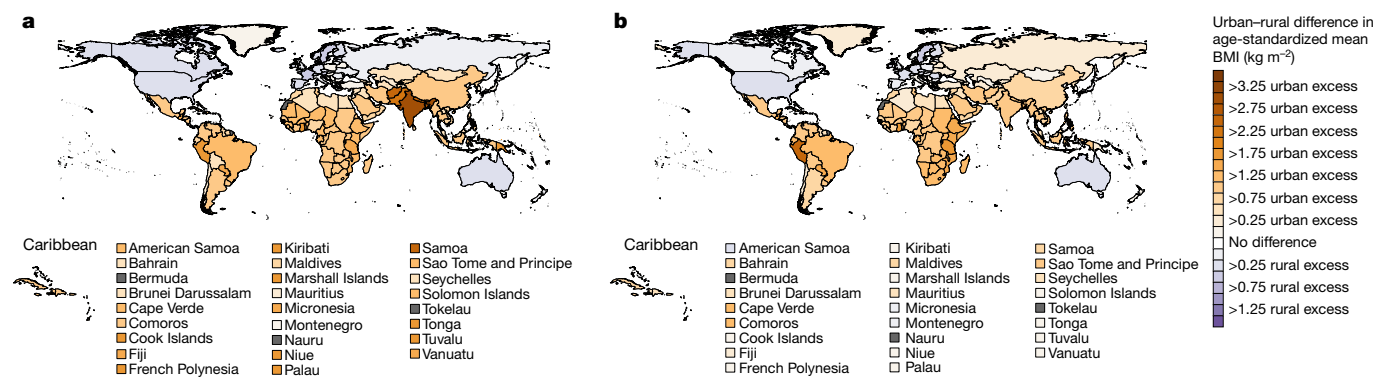 a
Caribbean
American Samoa
Bahrain
Bermuda
Brunei Darussalam
Cape Verde
Comoros
Cook Islands
Fiji
French Polynesia
Kiribati
Maldives
Marshall Islands
Mauritius
Micronesia
Montenegro
Nauru
Niue
Palau
Samoa
Sao Tome and Principe
Seychelles
Solomon Islands
Tokelau
Tonga
Tuvalu
Vanuatu
b
Caribbean
American Samoa
Bahrain
Bermuda
Brunei Darussalam
Cape Verde
Comoros
Cook Islands
Fiji
French Polynesia
Kiribati
Maldives
Marshall Islands
Mauritius
Micronesia
Montenegro
Nauru
Niue
Palau
Samoa
Sao Tome and Principe
Seychelles
Solomon Islands
Tokelau
Tonga
Tuvalu
Vanuatu
Urban–rural difference in
age-standardized mean
BMI (kg m⁻²)
>3.25 urban excess
>2.75 urban excess
>2.25 urban excess
>1.75 urban excess
>1.25 urban excess
>0.75 urban excess
>0.25 urban excess
No difference
>0.25 rural excess
>0.75 rural excess
>1.25 rural excess